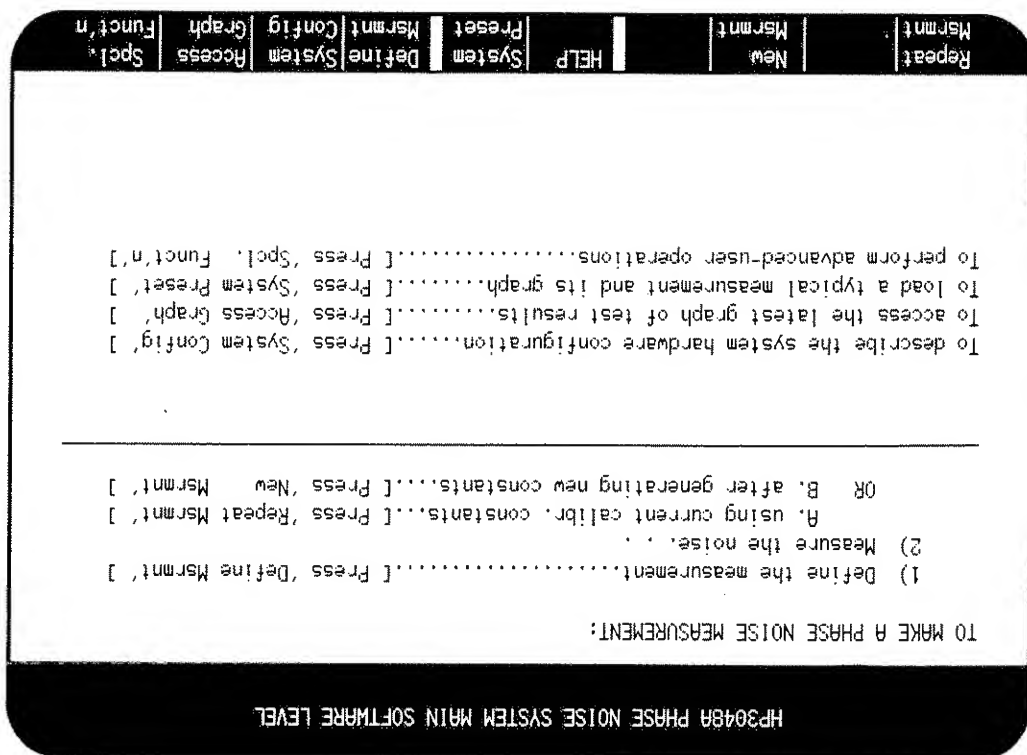 HP3048A PHASE NOISE SYSTEM MAIN SOFTWARE LEVEL
TO MAKE A PHASE NOISE MEASUREMENT:
1) Define the measurement.....................[ Press 'Define Msrmnt' ]
2) Measure the noise. . .
A. using current calibr. constants...[ Press 'Repeat Msrmnt' ]
OR B. after generating new constants....[ Press 'New Msrmnt' ]
To describe the system hardware configuration......[ Press 'System Config' ]
To access the latest graph of test results..........[ Press 'Access Graph' ]
To load a typical measurement and its graph........[ Press 'System Preset' ]
To perform advanced-user operations.................[ Press 'Spcl. Funct'n' ]
Repeat Msrmnt
New Msrmnt
HELP
System Preset
Define Msrmnt
System Config
Access Graph
Spcl. Funct'n